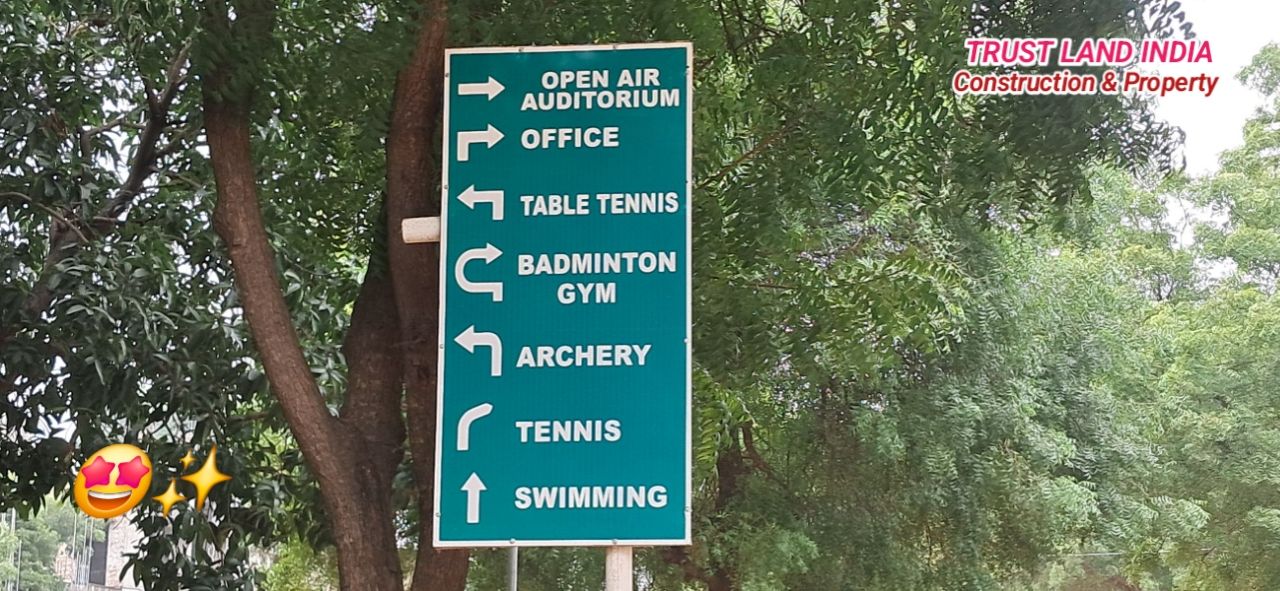 TRUST LAND INDIA
Construction & Property
OPEN AIR
AUDITORIUM
OFFICE
TABLE TENNIS
BADMINTON
GYM
ARCHERY
TENNIS
SWIMMING